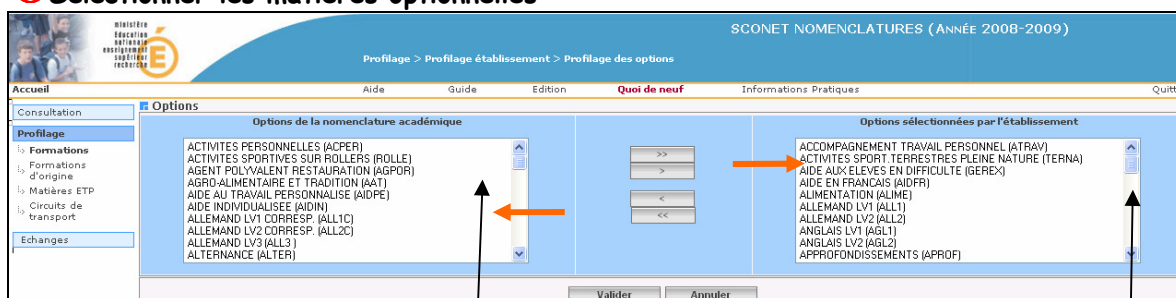 Sélectionner les matières optionnelles
ministère
éducation
nationale
enseignement
supérieur
recherche
É
SCONET NOMENCLATURES (ANNÉE 2008-2009)
Profilage > Profilage établissement > Profilage des options
Accueil Aide Guide Edition Quoi de neuf Informations Pratiques Quitt
Consultation
Profilage
Formations
Formations
d'origine
Matières ETP
Circuits de
transport
Echanges
Options
Options de la nomenclature académique
ACTIVITES PERSONNELLES (ACPER)
ACTIVITES SPORTIVES SUR ROLLERS (ROLLE)
AGENT POLYVALENT RESTAURATION (AGPOR)
AGRO-ALIMENTAIRE ET TRADITION (AAT)
AIDE AU TRAVAIL PERSONNALISE (AIDPE)
AIDE INDIVIDUALISEE (AIDIN)
ALLEMAND LV1 CORRESP. (ALL1C)
ALLEMAND LV2 CORRESP. (ALL2C)
ALLEMAND LV3 (ALL3 )
ALTERNANCE (ALTER)
>>
>
<
<<
Options sélectionnées par l'établissement
ACCOMPAGNEMENT TRAVAIL PERSONNEL (ATRAV)
ACTIVITES SPORT.TERRESTRES PLEINE NATURE (TERNA)
AIDE AUX ELEVES EN DIFFICULTE (GEREX)
AIDE EN FRANCAIS (AIDFR)
ALIMENTATION (ALIME)
ALLEMAND LV1 (ALL1)
ALLEMAND LV2 (ALL2)
ANGLAIS LV1 (AGL1)
ANGLAIS LV2 (AGL2)
APPROFONDISSEMENTS (APROF)
Valider Annuler